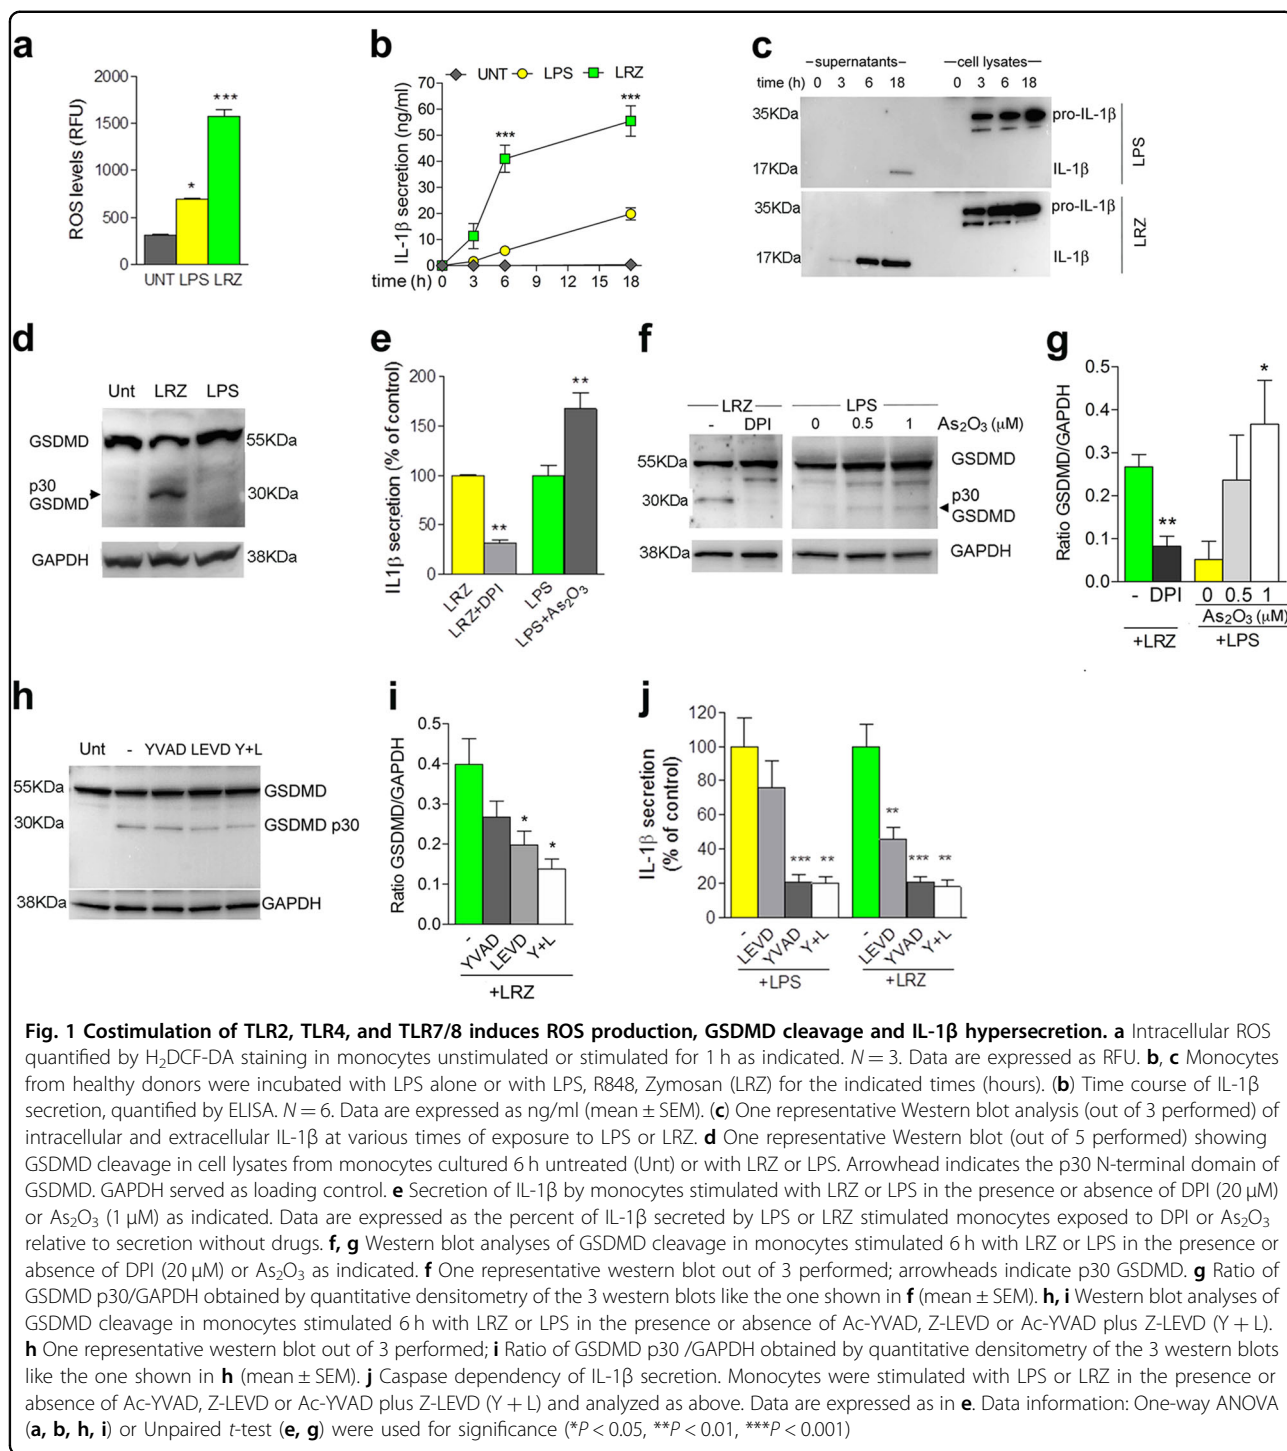 a
2000
1500
1000
500
0
ROS levels (RFU)
*
***
UNT LPS LRZ
b
UNT LPS LRZ
70
60
50
40
30
20
10
0
IL-1β secretion (ng/ml)
***
***
time (h) 0 3 6 9 12 15 18
c
–supernatants– —cell lysates—
time (h) 0 3 6 18 0 3 6 18
35KDa pro-IL-1β
17KDa IL-1β
LPS
35KDa pro-IL-1β
17KDa IL-1β
LRZ
d
Unt LRZ LPS
GSDMD 55KDa
p30
GSDMD 30KDa
GAPDH 38KDa
e
200
150
100
50
0
IL1β secretion (% of control)
**
**
LRZ
LRZ+DPI
LPS
LPS+As₂O₃
f
LRZ LPS
- DPI 0 0.5 1 As₂O₃ (μM)
55KDa GSDMD
30KDa p30
GSDMD
38KDa GAPDH
g
0.5
0.4
0.3
0.2
0.1
0.0
Ratio GSDMD/GAPDH
**
*
- DPI 0 0.5 1
As₂O₃ (μM)
+LRZ +LPS
h
Unt - YVAD LEVD Y+L
55KDa GSDMD
30KDa GSDMD p30
38KDa GAPDH
i
0.5
0.4
0.3
0.2
0.1
0.0
Ratio GSDMD/GAPDH
*
*
-
YVAD
LEVD
Y+L
+LRZ
j
120
100
80
60
40
20
0
IL-1β secretion
(% of control)
*** **
** *** **
- LEVD YVAD Y+L - LEVD YVAD Y+L
+LPS +LRZ
Fig. 1 Costimulation of TLR2, TLR4, and TLR7/8 induces ROS production, GSDMD cleavage and IL-1β hypersecretion. a Intracellular ROS
quantified by H₂DCF-DA staining in monocytes unstimulated or stimulated for 1 h as indicated. N = 3. Data are expressed as RFU. b, c Monocytes
from healthy donors were incubated with LPS alone or with LPS, R848, Zymosan (LRZ) for the indicated times (hours). (b) Time course of IL-1β
secretion, quantified by ELISA. N = 6. Data are expressed as ng/ml (mean ± SEM). (c) One representative Western blot analysis (out of 3 performed) of
intracellular and extracellular IL-1β at various times of exposure to LPS or LRZ. d One representative Western blot (out of 5 performed) showing
GSDMD cleavage in cell lysates from monocytes cultured 6 h untreated (Unt) or with LRZ or LPS. Arrowhead indicates the p30 N-terminal domain of
GSDMD. GAPDH served as loading control. e Secretion of IL-1β by monocytes stimulated with LRZ or LPS in the presence or absence of DPI (20 μM)
or As₂O₃ (1 μM) as indicated. Data are expressed as the percent of IL-1β secreted by LPS or LRZ stimulated monocytes exposed to DPI or As₂O₃
relative to secretion without drugs. f, g Western blot analyses of GSDMD cleavage in monocytes stimulated 6 h with LRZ or LPS in the presence or
absence of DPI (20 μM) or As₂O₃ as indicated. f One representative western blot out of 3 performed; arrowheads indicate p30 GSDMD. g Ratio of
GSDMD p30/GAPDH obtained by quantitative densitometry of the 3 western blots like the one shown in f (mean ± SEM). h, i Western blot analyses of
GSDMD cleavage in monocytes stimulated 6 h with LRZ or LPS in the presence or absence of Ac-YVAD, Z-LEVD or Ac-YVAD plus Z-LEVD (Y + L).
h One representative western blot out of 3 performed; i Ratio of GSDMD p30 /GAPDH obtained by quantitative densitometry of the 3 western blots
like the one shown in h (mean ± SEM). j Caspase dependency of IL-1β secretion. Monocytes were stimulated with LPS or LRZ in the presence or
absence of Ac-YVAD, Z-LEVD or Ac-YVAD plus Z-LEVD (Y + L) and analyzed as above. Data are expressed as in e. Data information: One-way ANOVA
(a, b, h, i) or Unpaired t-test (e, g) were used for significance (*P < 0.05, **P < 0.01, ***P < 0.001)